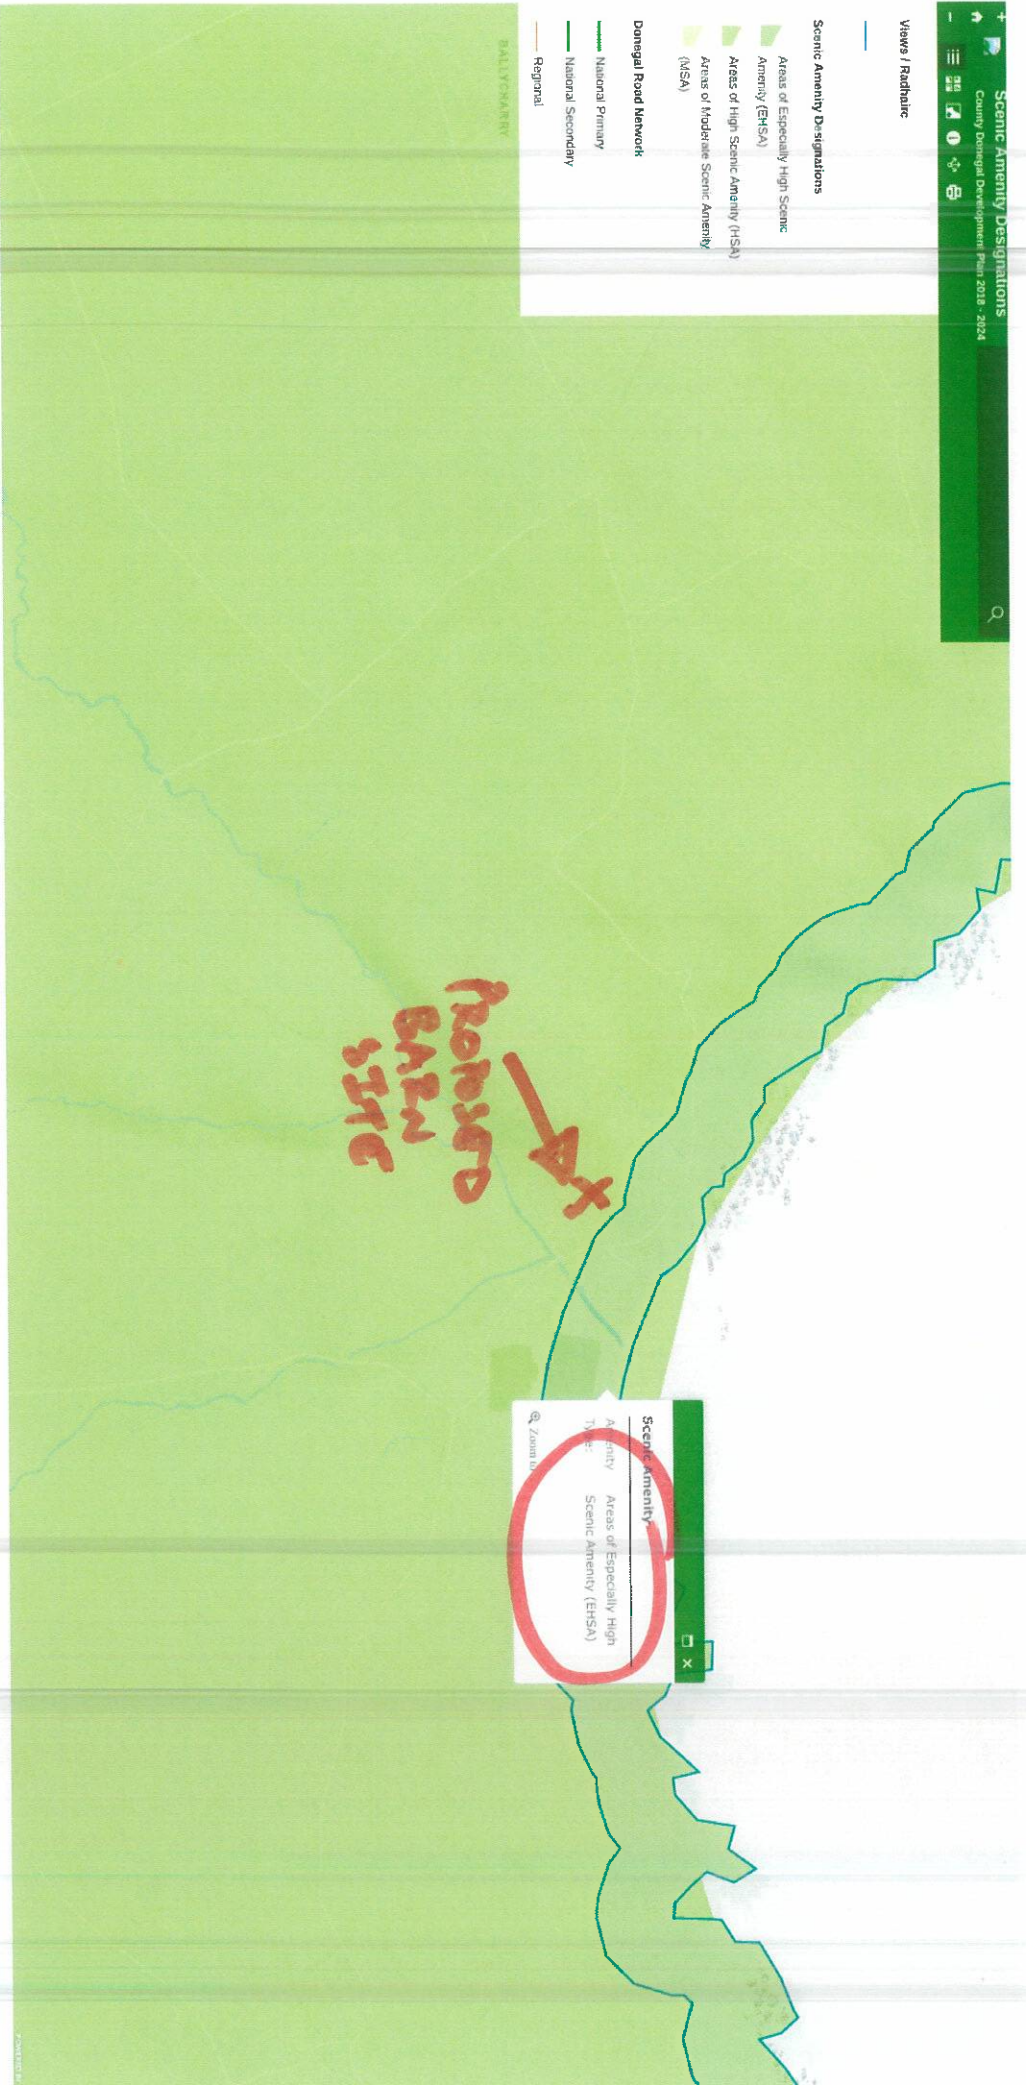 Scenic Amenity Designations
County Donegal Development Plan 2018 - 2024
Views / Radhairc
Scenic Amenity Designations
Areas of Especially High Scenic
Amenity (EHSA)
Areas of High Scenic Amenity (HSA)
Areas of Moderate Scenic Amenity
(MSA)
Donegal Road Network
National Primary
National Secondary
Regional
BALLYCHARRY
PROPOSED
BARN
SITE
X
Scenic Amenity
Amenity Areas of Especially High
Type: Scenic Amenity (EHSA)
Zoom to
POWERED BY